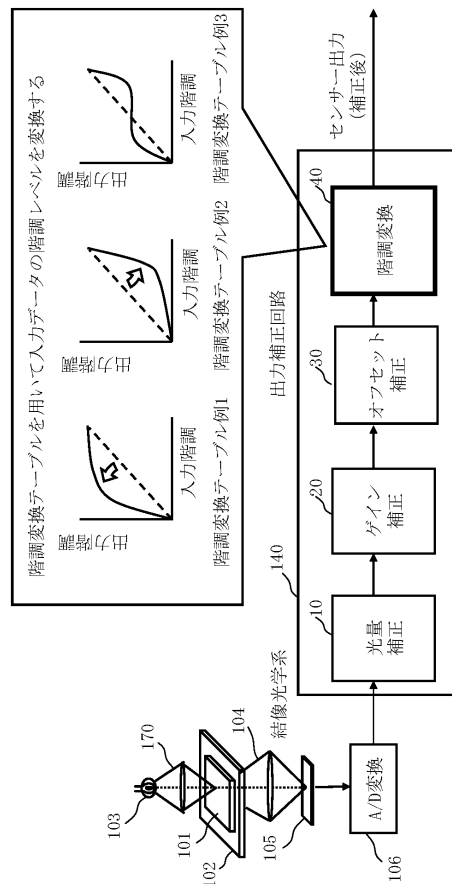 階調変換テーブルを用いて入力データの階調レベルを変換する
出力階調
入力階調
階調変換テーブル例1
出力階調
入力階調
階調変換テーブル例2
出力階調
入力階調
階調変換テーブル例3
103
170
101
102
104
105
結像光学系
A/D変換
106
140
出力補正回路
10
光量
補正
20
ゲイン
補正
30
オフセット
補正
40
階調変換
センサー出力
(補正後)